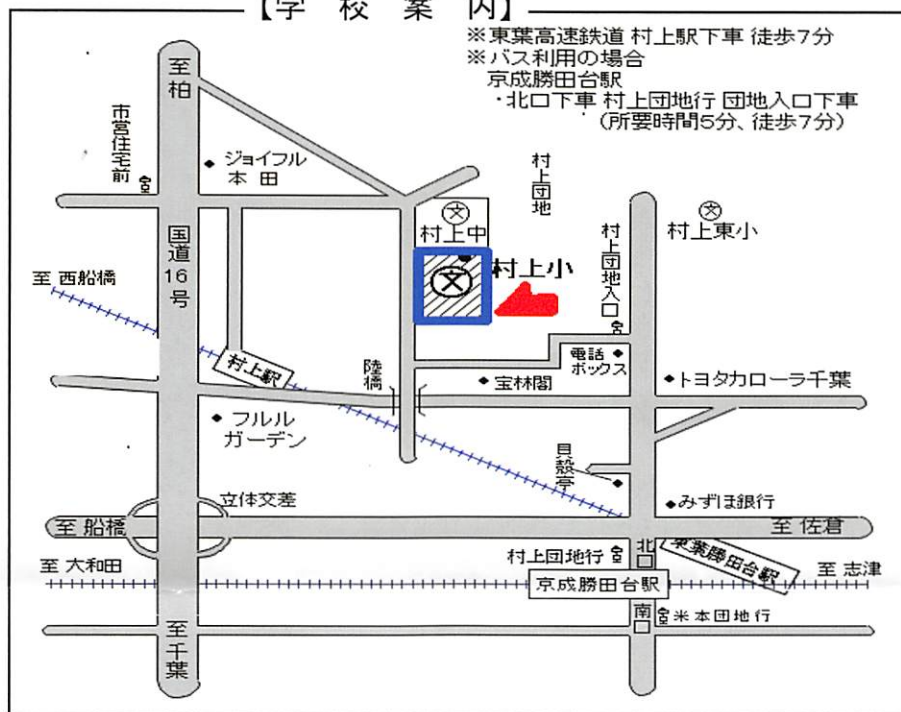 【学校案内】
※東葉高速鉄道 村上駅下車 徒歩7分
※バス利用の場合
京成勝田台駅
・北口下車 村上団地行 団地入口下車
(所要時間5分、徒歩7分)
至柏
市営住宅前
ジョイフル
本田
村上団地
文
村上中
文
村上東小
国道16号
至 西船橋
文
村上小
村上団地入口
村上駅
陸橋
電話
ボックス
宝林閣
トヨタカローラ千葉
フルル
ガーデン
貝殻亭
みずほ銀行
立体交差
至 船橋
至 佐倉
至 大和田
村上団地行
北
東葉勝田台駅
至 志津
京成勝田台駅
南
米本団地行
至千葉